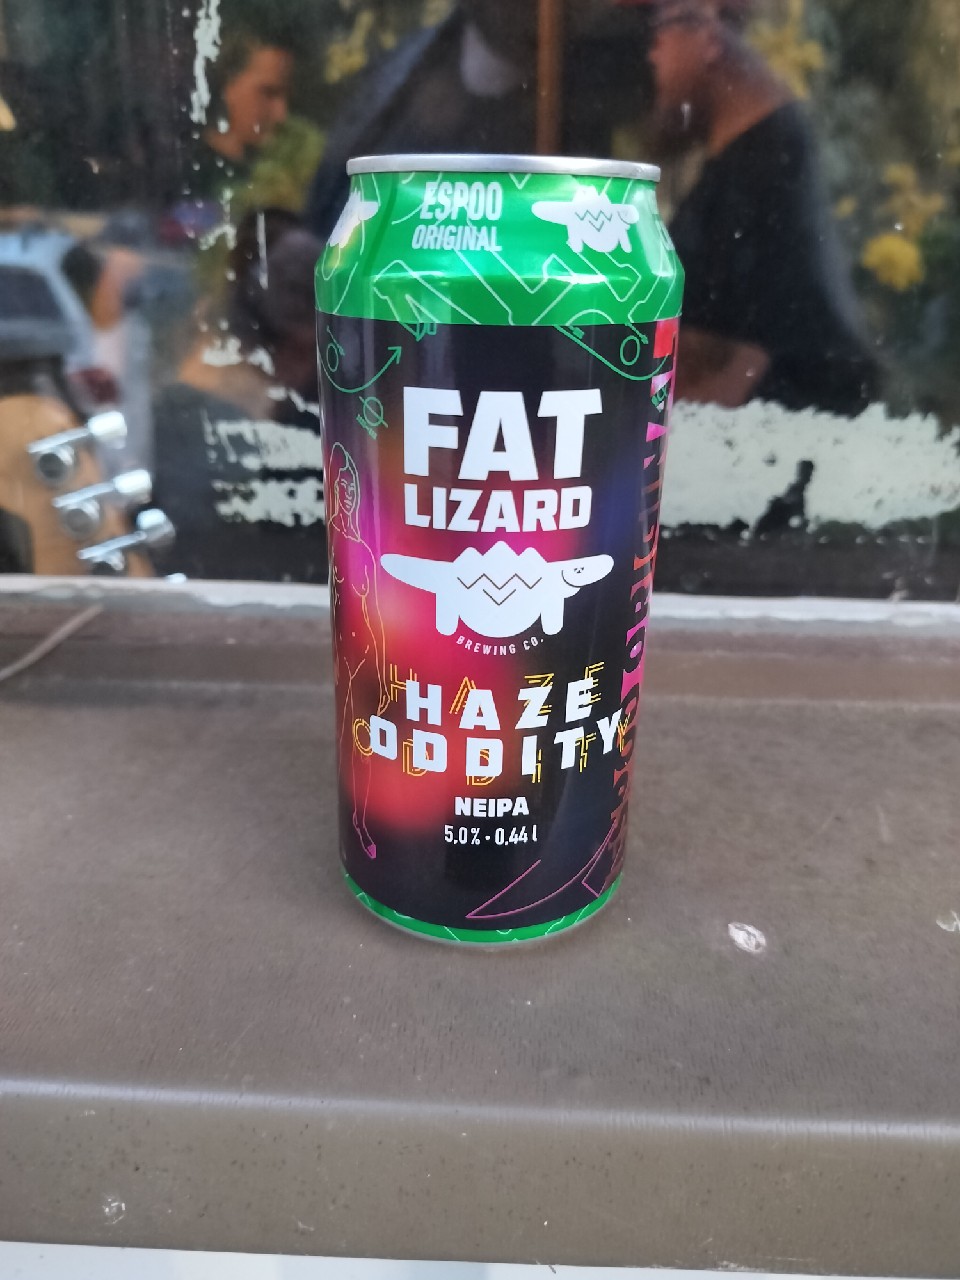 ESPOO
ORIGINAL
FAT
LIZARD
BREWING CO.
HAZE
ODDITY
NEIPA
5.0% · 0.44 l